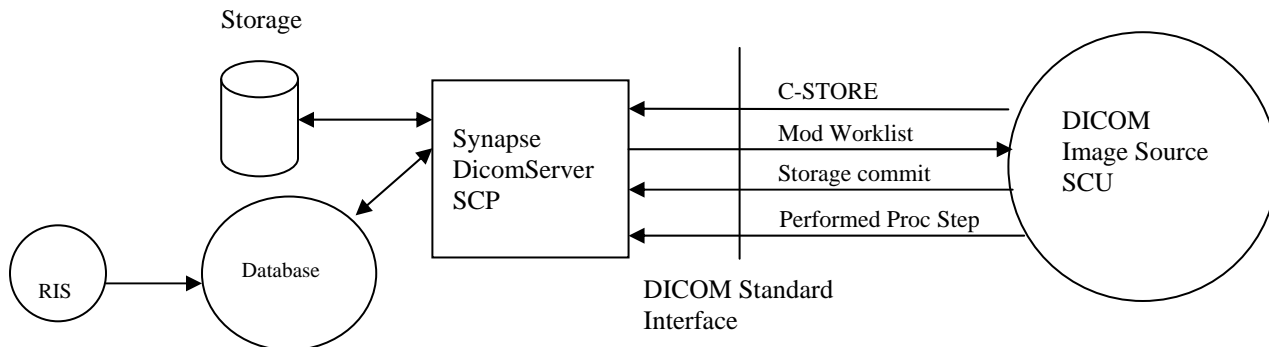 Storage
C-STORE
Synapse
DicomServer
SCP
Mod Worklist
DICOM
Image Source
SCU
Storage commit
Performed Proc Step
RIS
Database
DICOM Standard
Interface